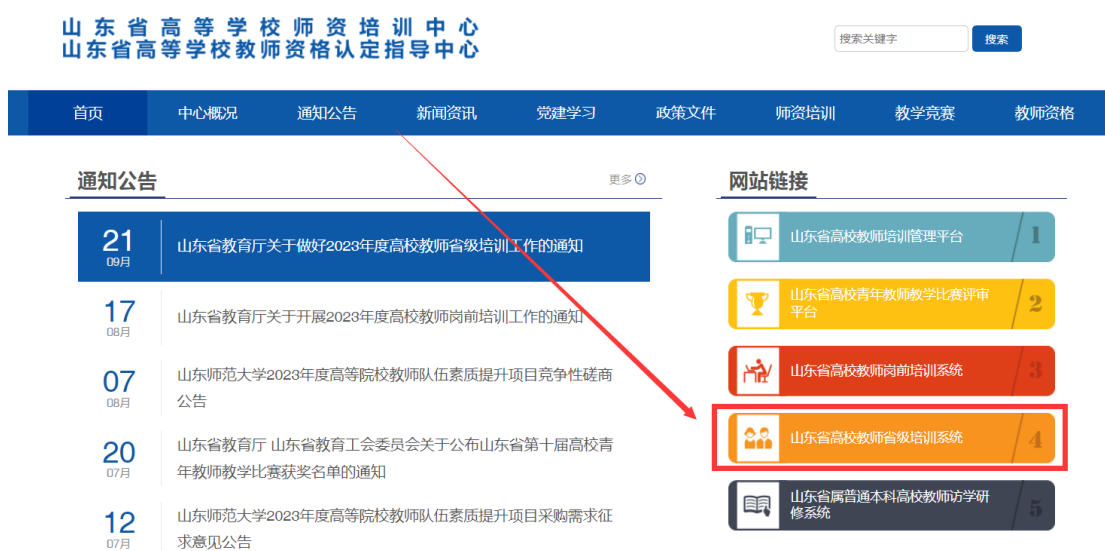 山东省高等学校师资培训中心
山东省高等学校教师资格认定指导中心
搜索关键字
搜索
首页 中心概况 通知公告 新闻资讯 党建学习 政策文件 师资培训 教学竞赛 教师资格
通知公告
更多
21
09月
山东省教育厅关于做好2023年度高校教师省级培训工作的通知
17
08月
山东省教育厅关于开展2023年度高校教师岗前培训工作的通知
07
08月
山东师范大学2023年度高等院校教师队伍素质提升项目竞争性磋商
公告
20
07月
山东省教育厅 山东省教育工会委员会关于公布山东省第十届高校青
年教师教学比赛获奖名单的通知
12
07月
山东师范大学2023年度高等院校教师队伍素质提升项目采购需求征
求意见公告
网站链接
山东省高校教师培训管理平台
1
山东省高校青年教师教学比赛评审
平台
2
山东省高校教师岗前培训系统
3
山东省高校教师省级培训系统
4
山东省属普通本科高校教师访学研
修系统
5